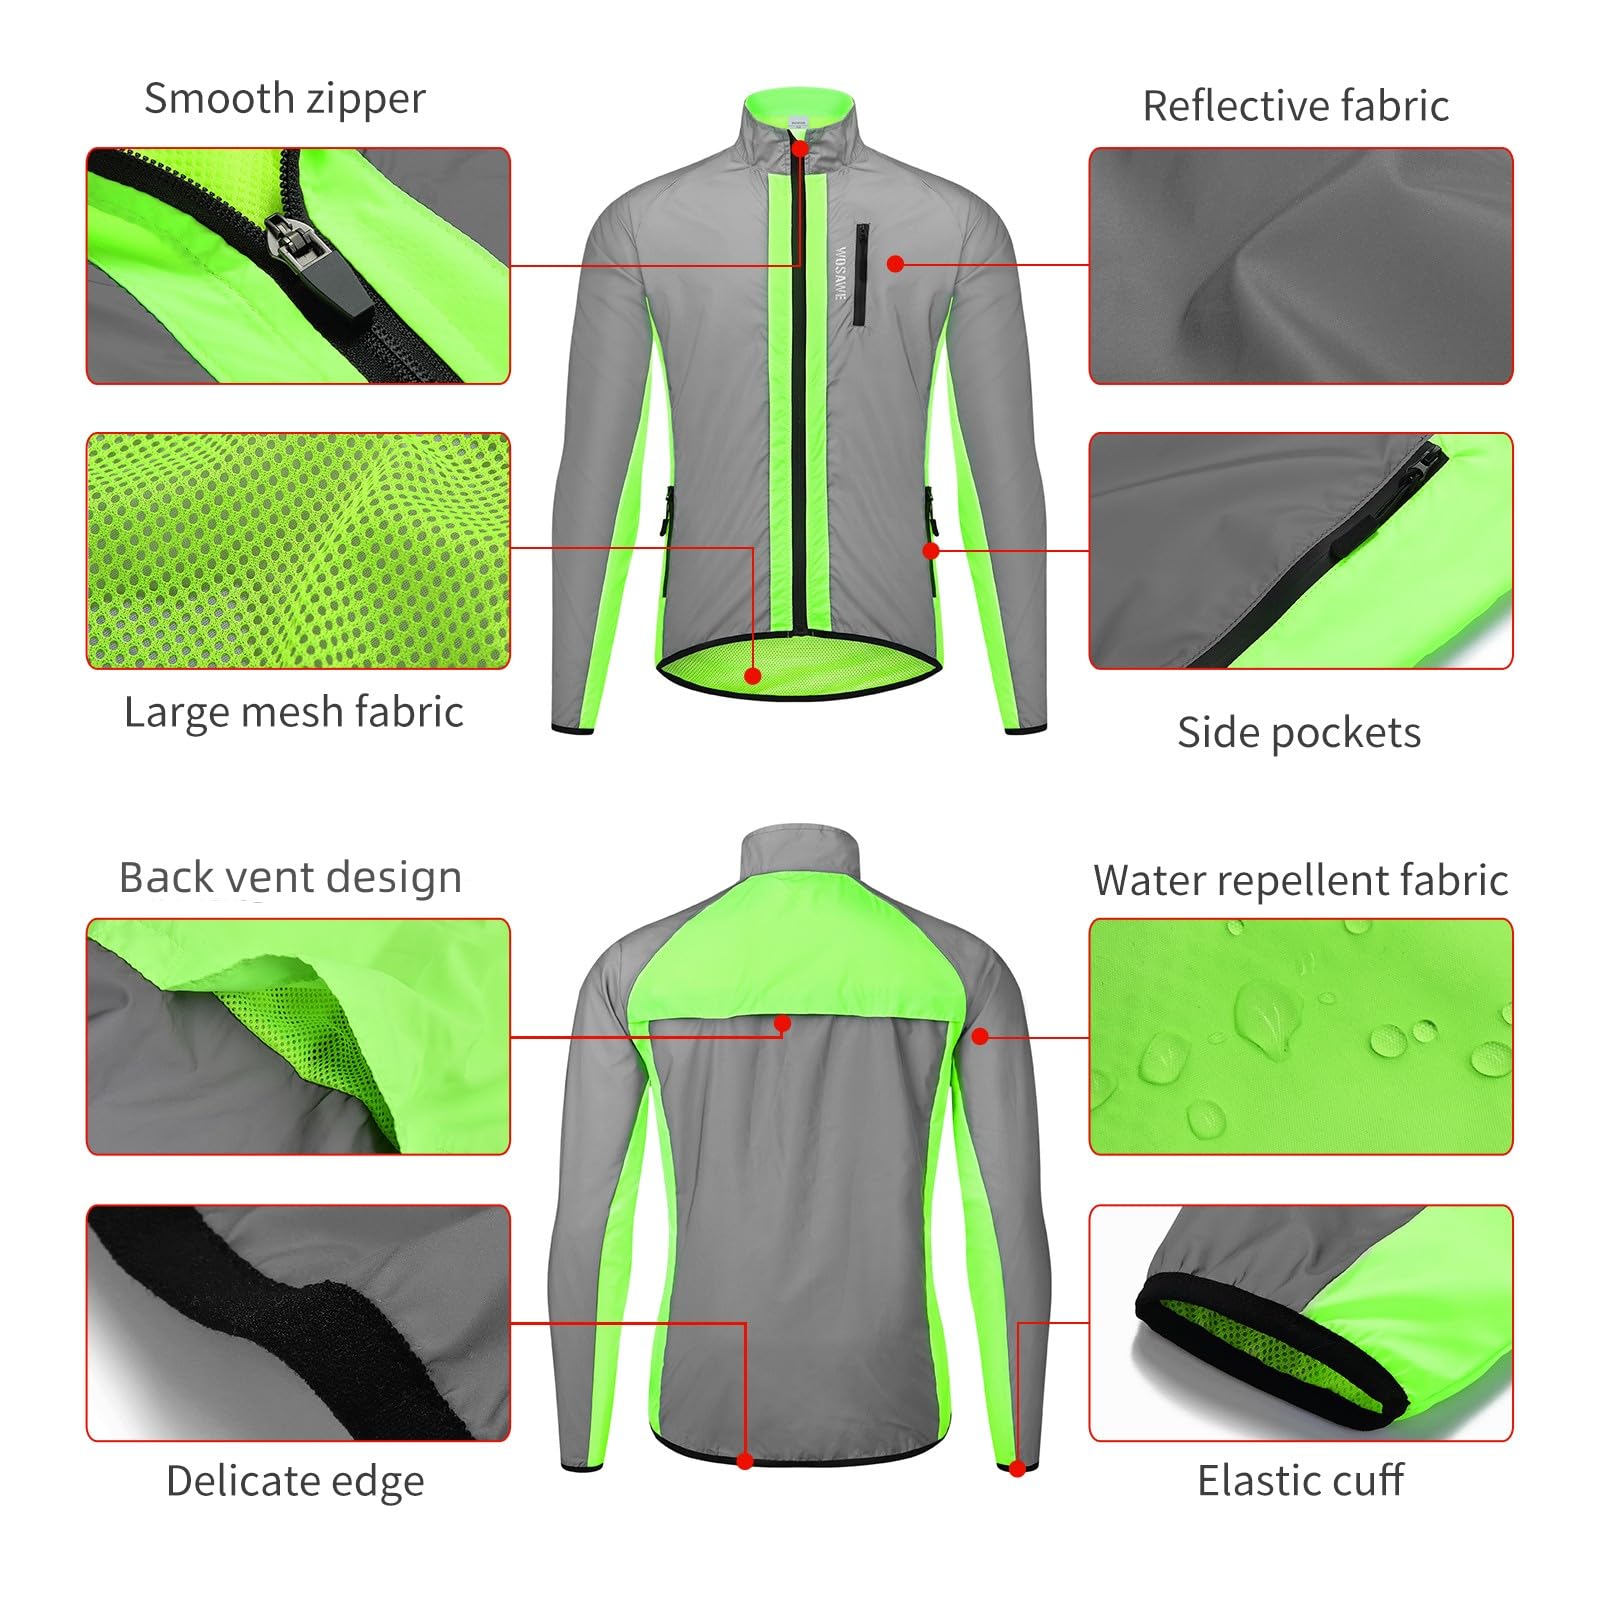 Smooth zipper
Reflective fabric
WOSAWE
Large mesh fabric
Side pockets
Back vent design
Water repellent fabric
Delicate edge
Elastic cuff